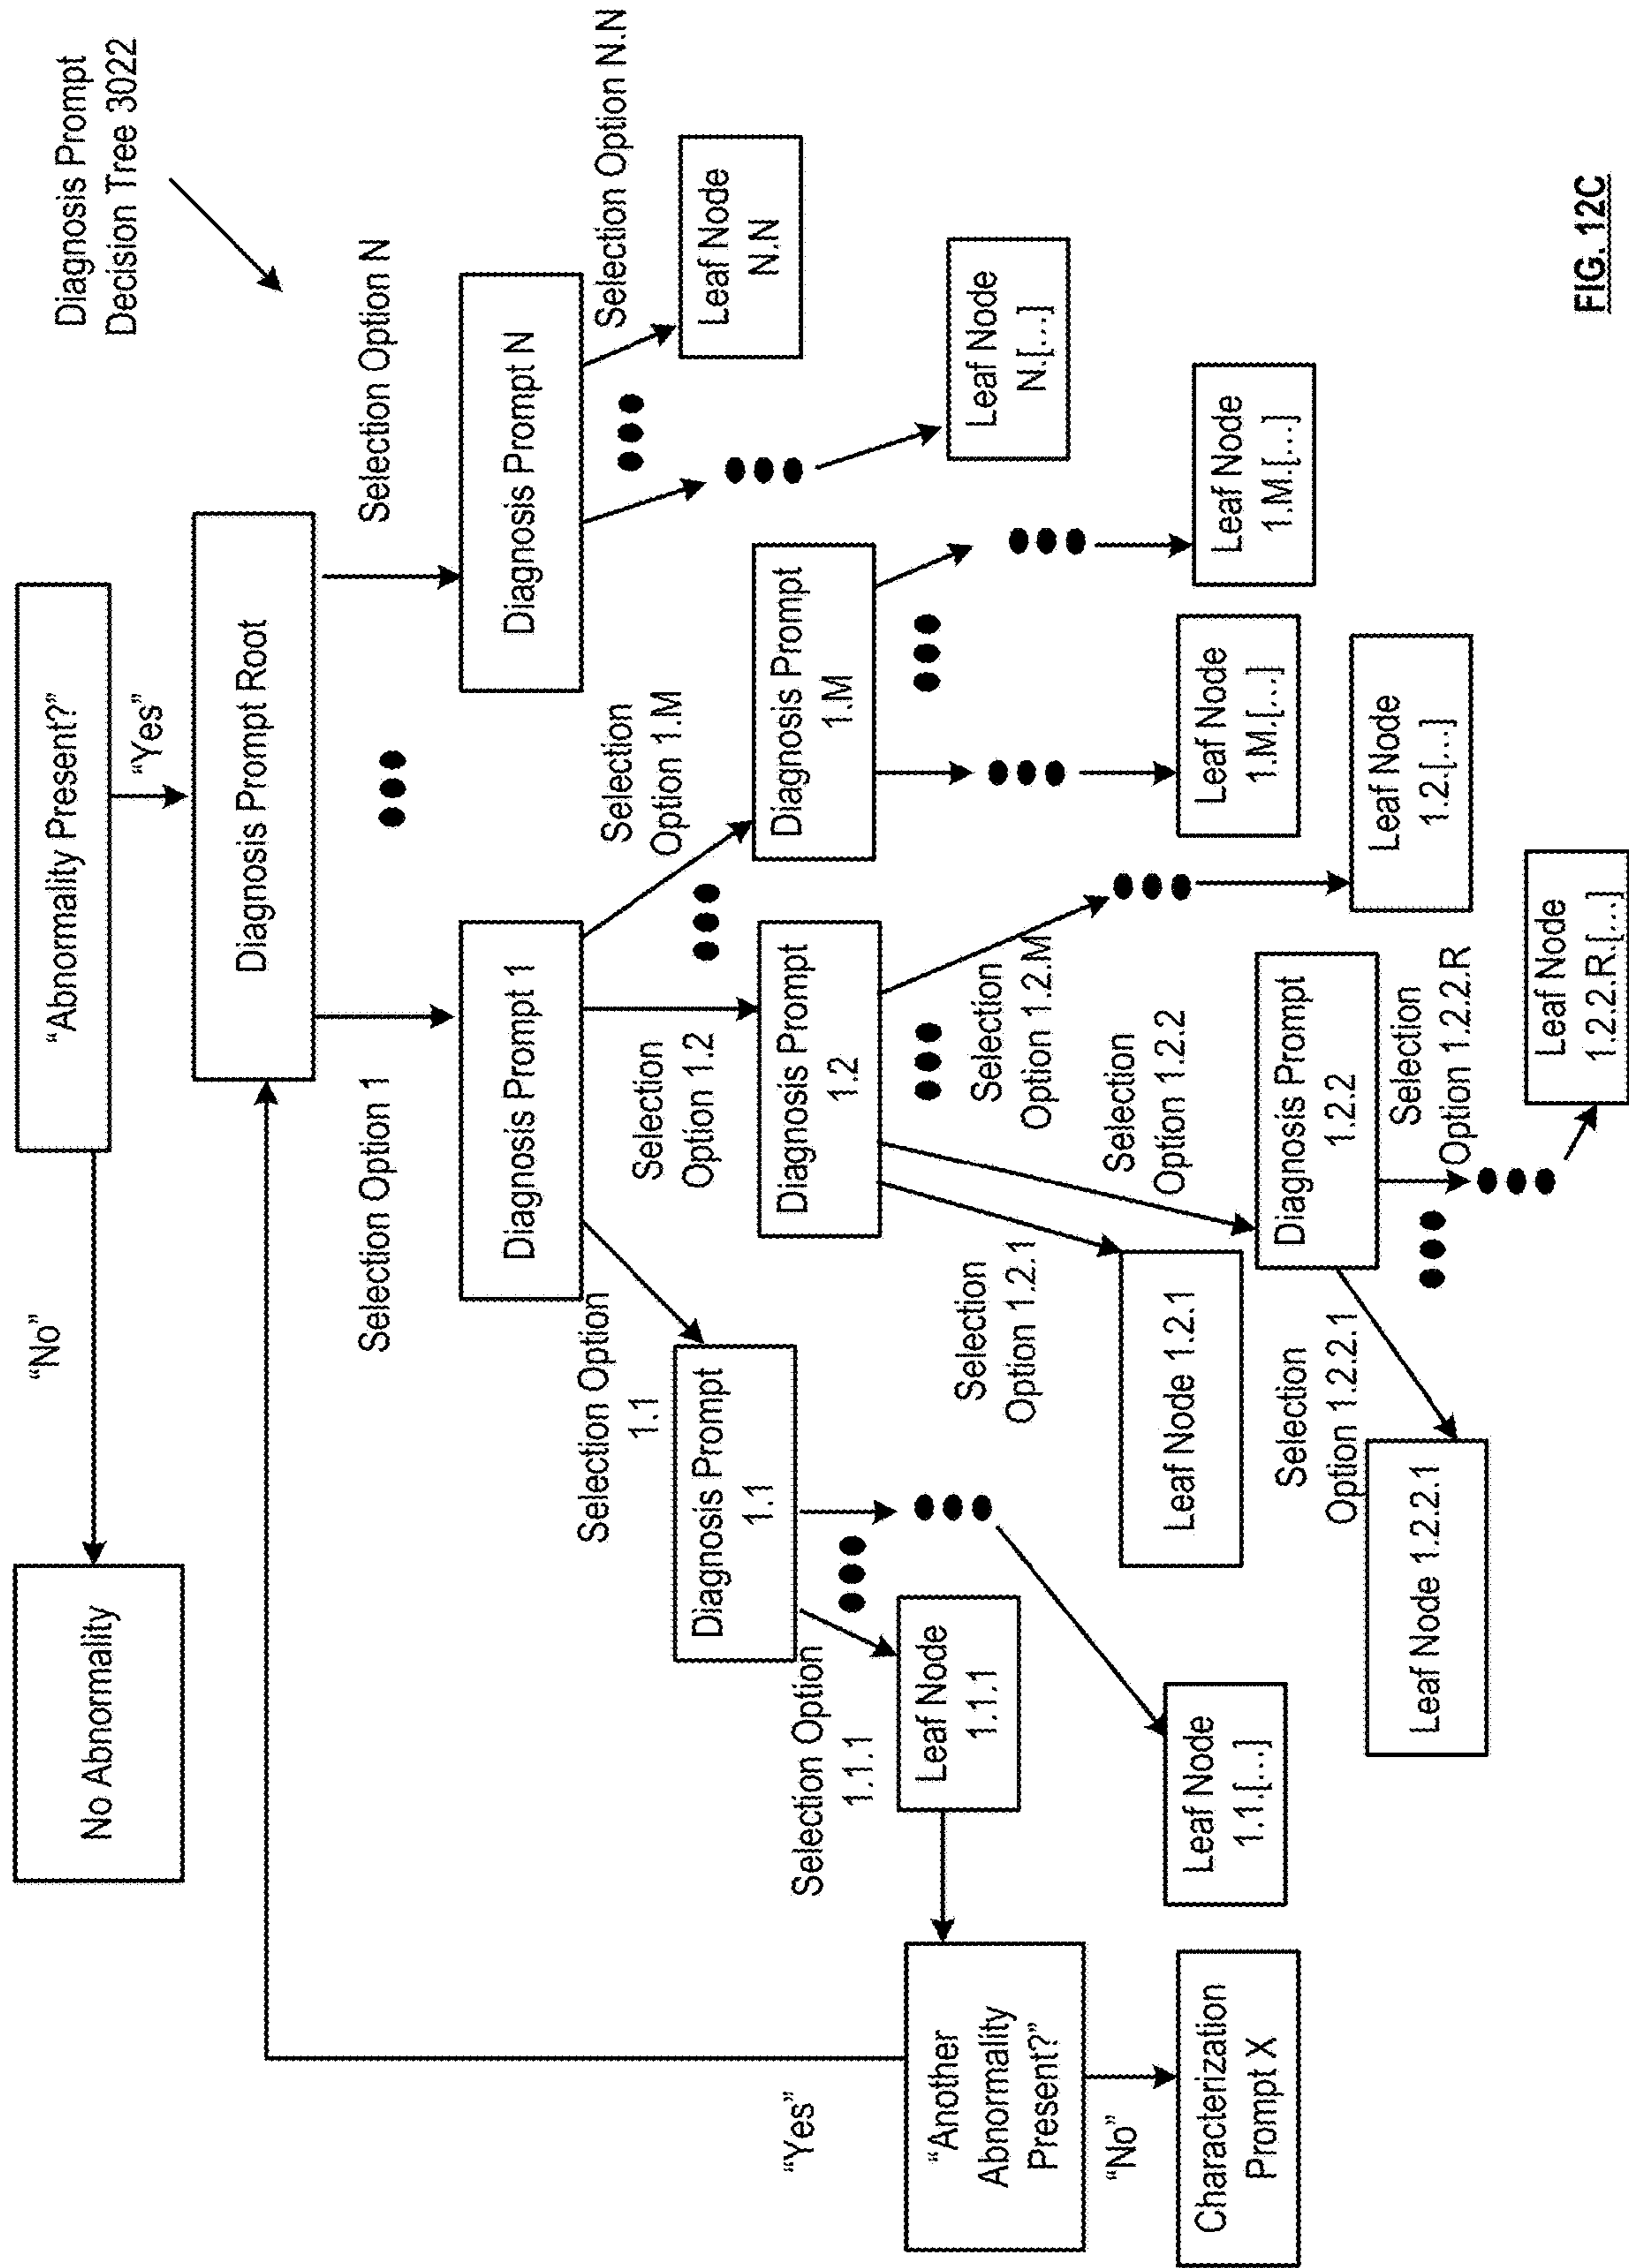 Diagnosis Prompt
Decision Tree 3022
"Abnormality Present?"
"No"
No Abnormality
"Yes"
Diagnosis Prompt Root
Selection Option 1
Selection Option N
Diagnosis Prompt 1
Diagnosis Prompt N
Selection Option
1.1
Selection
Option 1.2
Selection
Option 1.M
Selection Option N.N
Diagnosis Prompt
1.1
Diagnosis Prompt
1.2
Diagnosis Prompt
1.M
Leaf Node
N.N
Selection Option
1.1.1
Leaf Node
1.1.1
"Yes"
"Another
Abnormality
Present?"
"No"
Characterization
Prompt X
Leaf Node
1.1.[...]
Selection
Option 1.2.1
Leaf Node 1.2.1
Selection
Option 1.2.M
Selection
Option 1.2.2
Leaf Node
N.[...]
Leaf Node
1.M.[...]
Leaf Node
1.M.[...]
Diagnosis Prompt
1.2.2
Leaf Node
1.2.[...]
Selection
Option 1.2.2.1
Leaf Node 1.2.2.1
Selection
Option 1.2.2.R
Leaf Node
1.2.2.R.[...]
FIG. 12C